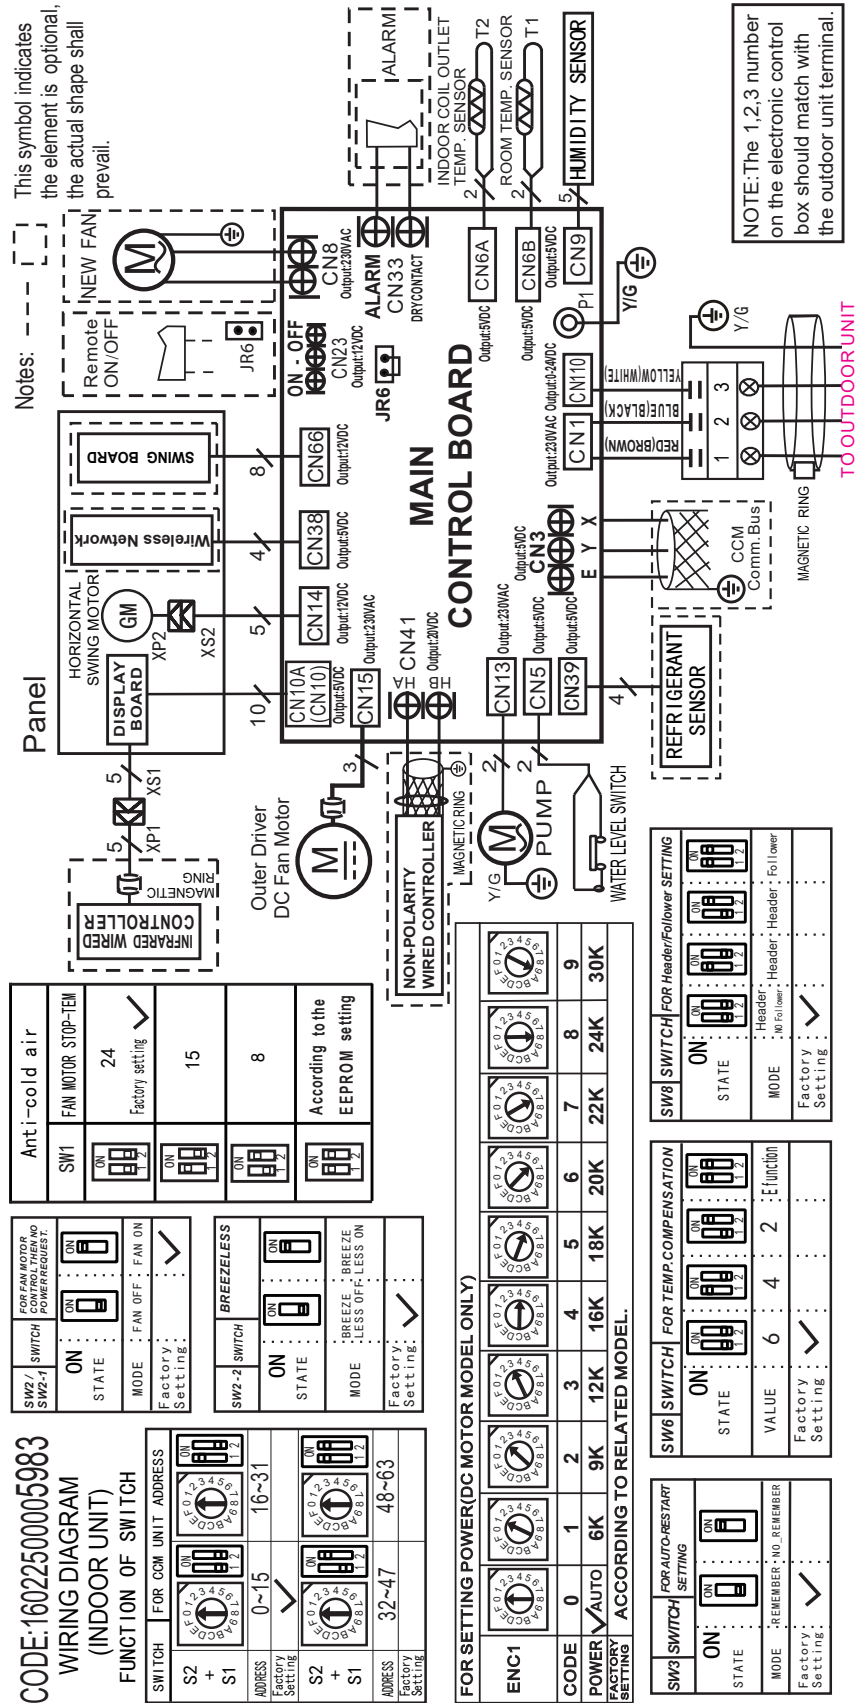 CODE:16022500005983
WIRING DIAGRAM
(INDOOR UNIT)
FUNCTION OF SWITCH
SWITCH
FOR CCM UNIT ADDRESS
S2
+
S1
ADDRESS
0~15
16~31
Factory
Setting
S2
+
S1
ADDRESS
32~47
48~63
Factory
Setting
SW2/
SW2-1
SWITCH
FOR FAN MOTOR
CONTROL THEN NO
POWER REQUEST.
ON
STATE
MODE
FAN OFF
FAN ON
Factory
Setting
SW2-2 SWITCH
BREEZELESS
ON
STATE
MODE
BREEZE
LESS OFF
BREEZE
LESS ON
Factory
Setting
Anti-cold air
SW1
FAN MOTOR STOP-TEM
24
Factory setting
15
8
According to the
EEPROM setting
FOR SETTING POWER(DC MOTOR MODEL ONLY)
ENC1
CODE 0 1 2 3 4 5 6 7 8 9
POWER AUTO 6K 9K 12K 16K 18K 20K 22K 24K 30K
FACTORY
SETTING
ACCORDING TO RELATED MODEL.
SW3 SWITCH
FOR AUTO-RESTART
SETTING
ON
STATE
MODE
REMEMBER
NO_REMEMBER
Factory
Setting
SW6 SWITCH
FOR TEMP.COMPENSATION
ON
STATE
VALUE
6
4
2
E function
Factory
Setting
SW8 SWITCH
FOR Header/Follower SETTING
ON
STATE
MODE
Header
NO Follower
Header
Header
Follower
Factory
Setting
Notes:
This symbol indicates
the element is optional,
the actual shape shall
prevail.
Panel
INFRARED WIRED
CONTROLLER
MAGNETIC
RING
5
XP1
5
XS1
DISPLAY
BOARD
HORIZONTAL
SWING MOTOR
GM
XP2
XS2
Wireless Network
SWING BOARD
10
5
4
8
Remote
ON/OFF
JR6
NEW FAN
M
ALARM
INDOOR COIL OUTLET
TEMP. SENSOR
T2
2
ROOM TEMP. SENSOR
T1
2
HUMIDITY SENSOR
5
Outer Driver
DC Fan Motor
M
3
CN10A
(CN10)
Output:5VDC
CN15
Output:230VAC
CN14
Output:12VDC
CN38
Output:5VDC
CN66
Output:12VDC
ON - OFF
CN23
Output:12VDC
JR6
CN8
Output:230VAC
ALARM
CN33
DRYCONTACT
MAIN
CONTROL BOARD
HA
HB
CN41
Output:20VDC
CN13
Output:230VAC
CN5
Output:5VDC
CN39
Output:5VDC
CN3
Output:5VDC
E
Y
X
CN1
Output:230VAC
CN110
Output:0-24VDC
P1
Y/G
CN6A
Output:5VDC
CN6B
Output:5VDC
CN9
Output:5VDC
NON-POLARITY
WIRED CONTROLLER
MAGNETIC RING
M
Y/G
PUMP
2
2
WATER LEVEL SWITCH
4
REFRIGERANT
SENSOR
CCM
Comm.Bus
RED(BROWN)
BLUE(BLACK)
YELLOW(WHITE)
1
2
3
Y/G
MAGNETIC RING
TO OUTDOOR UNIT
NOTE:The 1,2,3 number
on the electronic control
box should match with
the outdoor unit terminal.